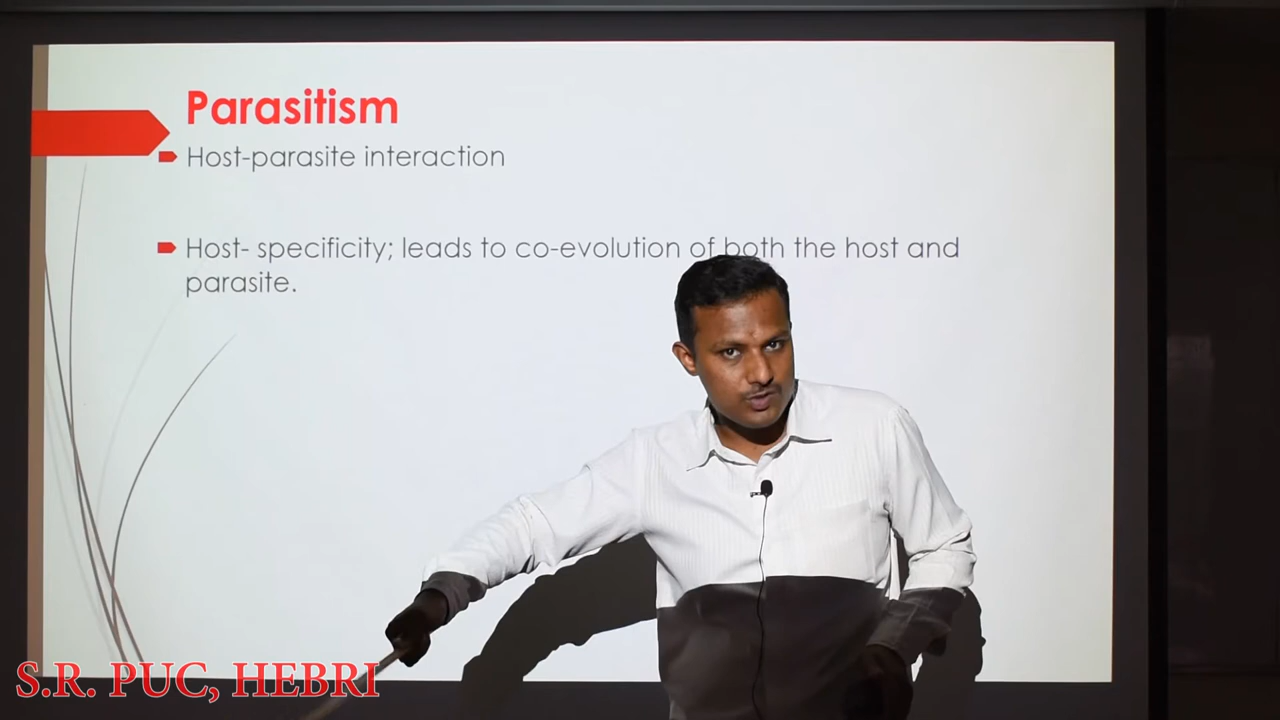 Parasitism
Host-parasite interaction
Host- specificity; leads to co-evolution of both the host and
parasite.
S.R. PUC, HEBRI